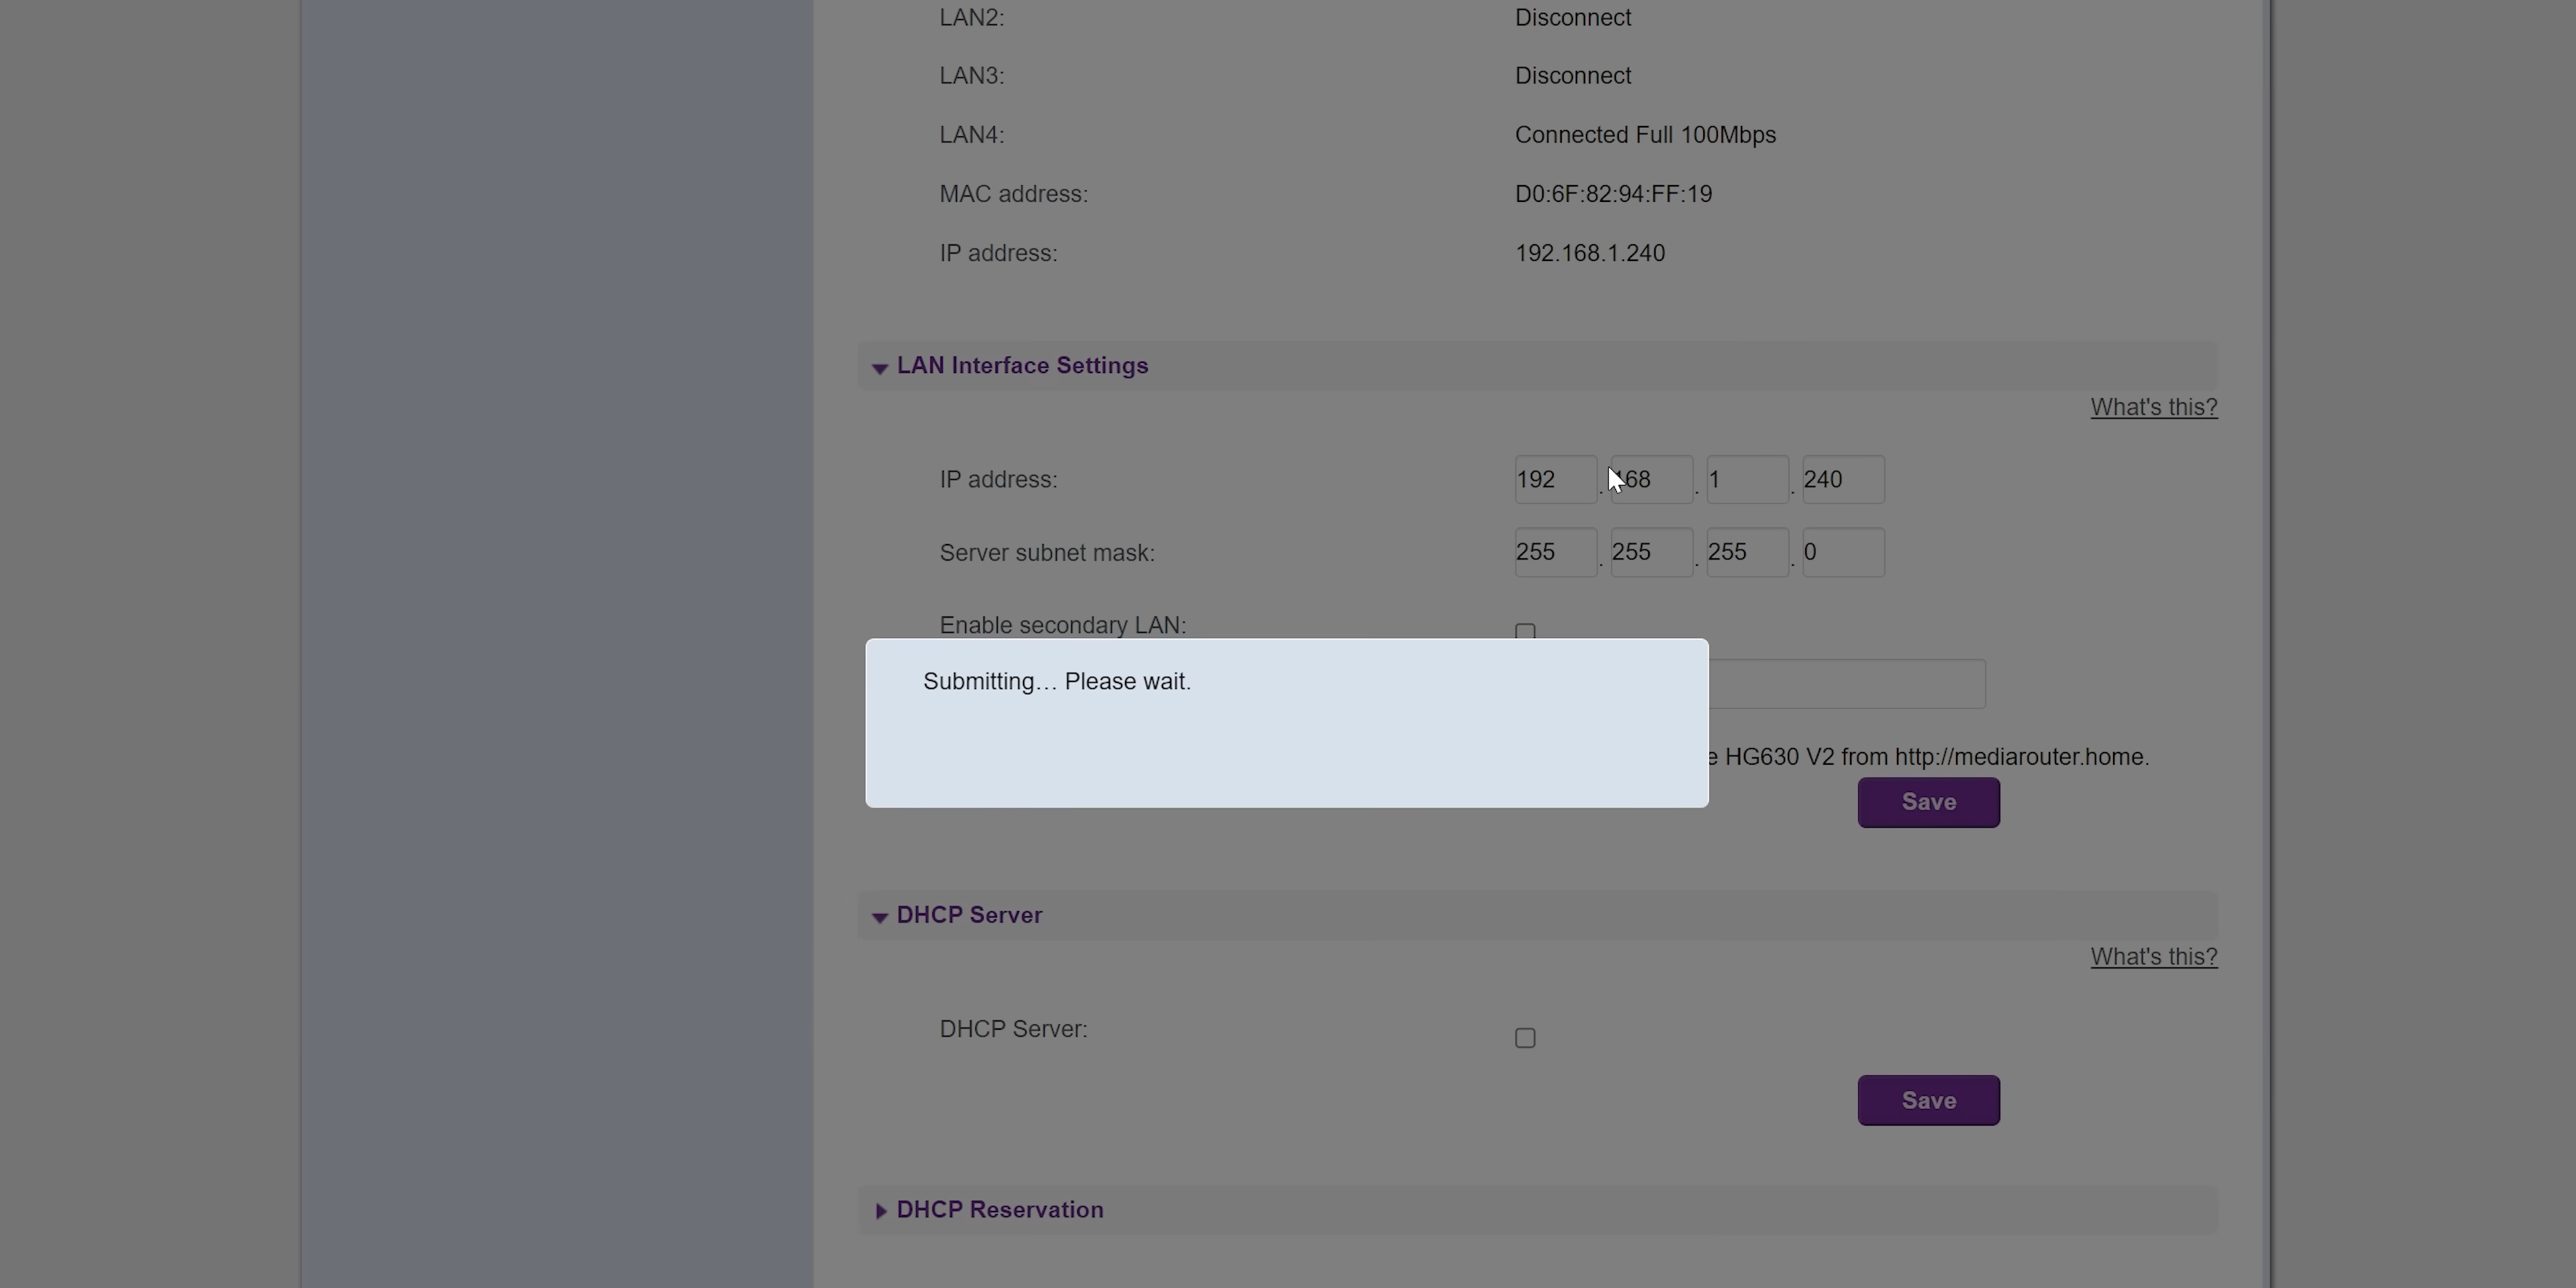 LAN2: Disconnect
LAN3: Disconnect
LAN4: Connected Full 100Mbps
MAC address: D0:6F:82:94:FF:19
IP address: 192.168.1.240
LAN Interface Settings
What's this?
IP address: 192 . 168 . 1 . 240
Server subnet mask: 255 . 255 . 255 . 0
Enable secondary LAN:
Submitting… Please wait.
HG630 V2 from http://mediarouter.home.
Save
DHCP Server
What's this?
DHCP Server:
Save
DHCP Reservation